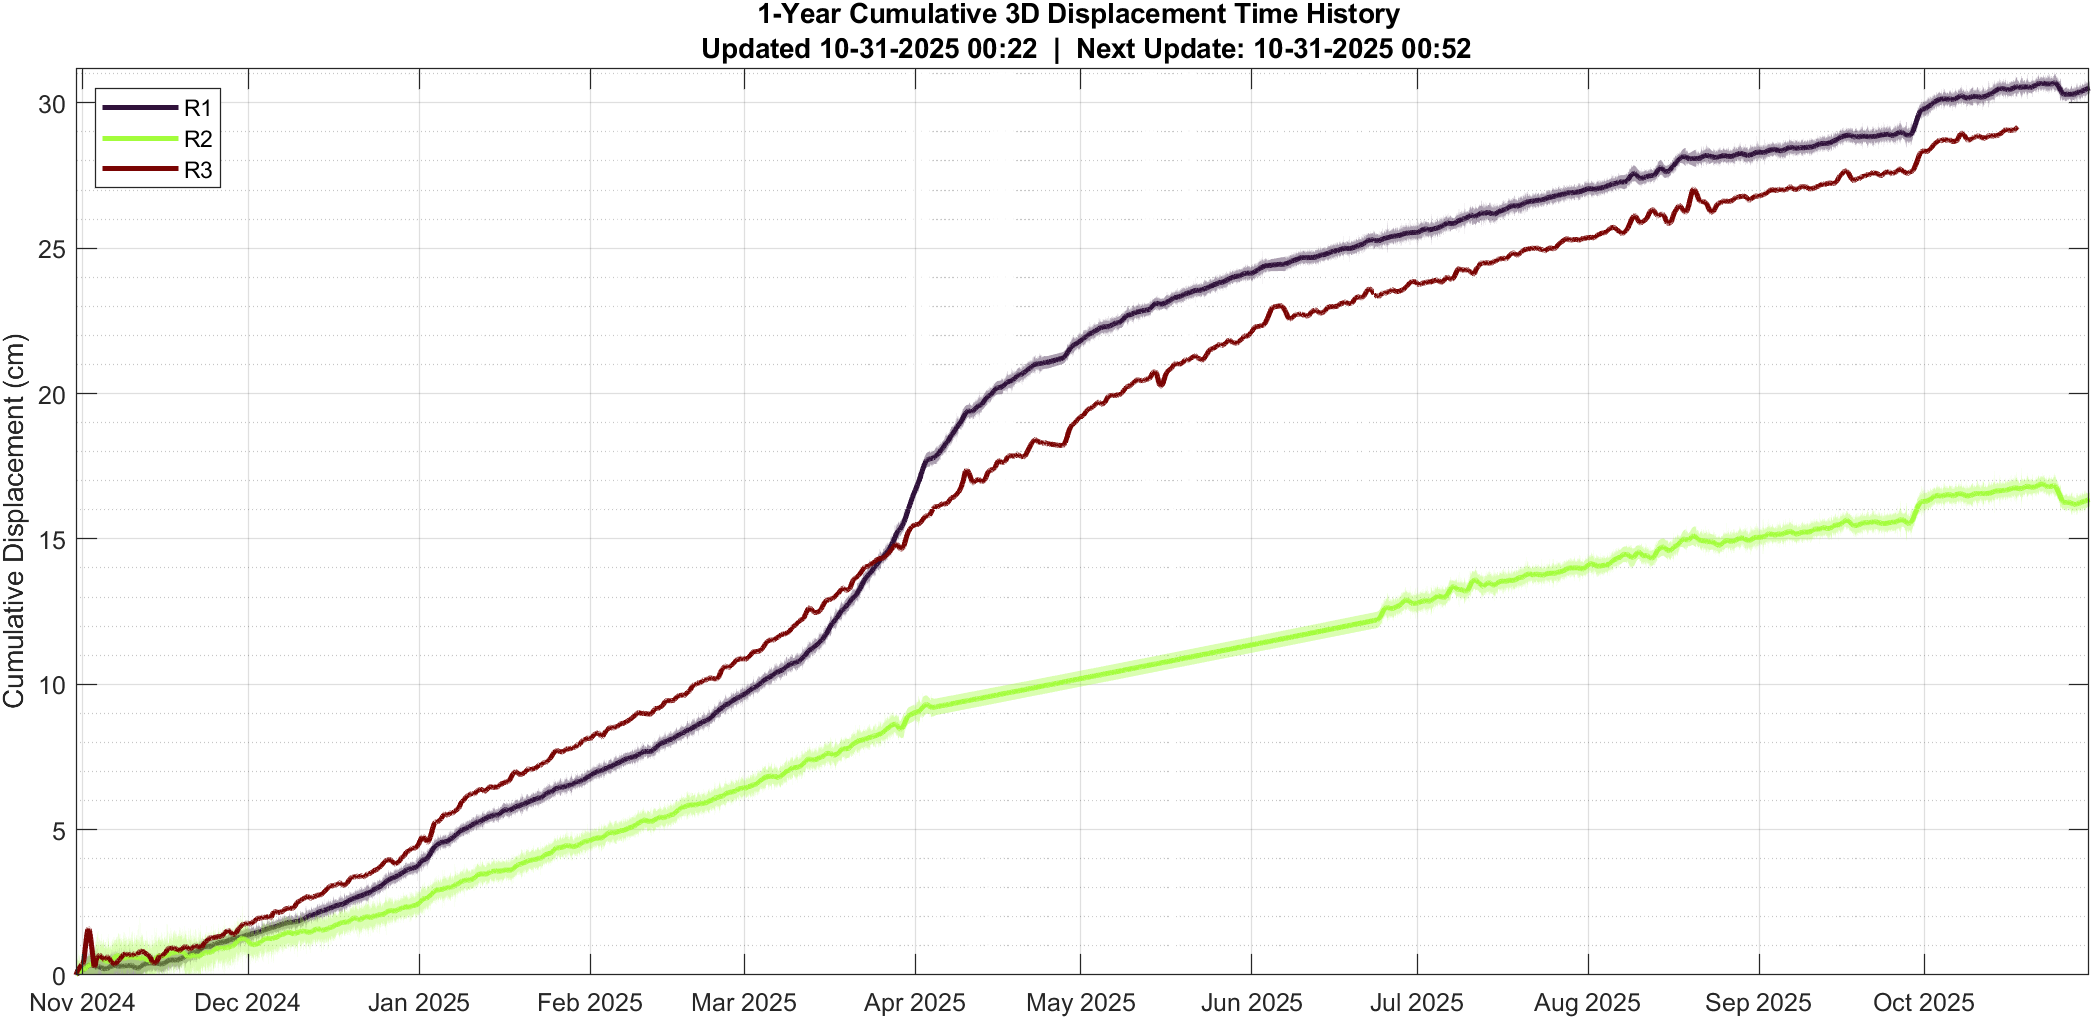 1-Year Cumulative 3D Displacement Time History
Updated 10-31-2025 00:22 | Next Update: 10-31-2025 00:52
R1
R2
R3
Cumulative Displacement (cm)
30
25
20
15
10
5
0
Nov 2024 Dec 2024 Jan 2025 Feb 2025 Mar 2025 Apr 2025 May 2025 Jun 2025 Jul 2025 Aug 2025 Sep 2025 Oct 2025